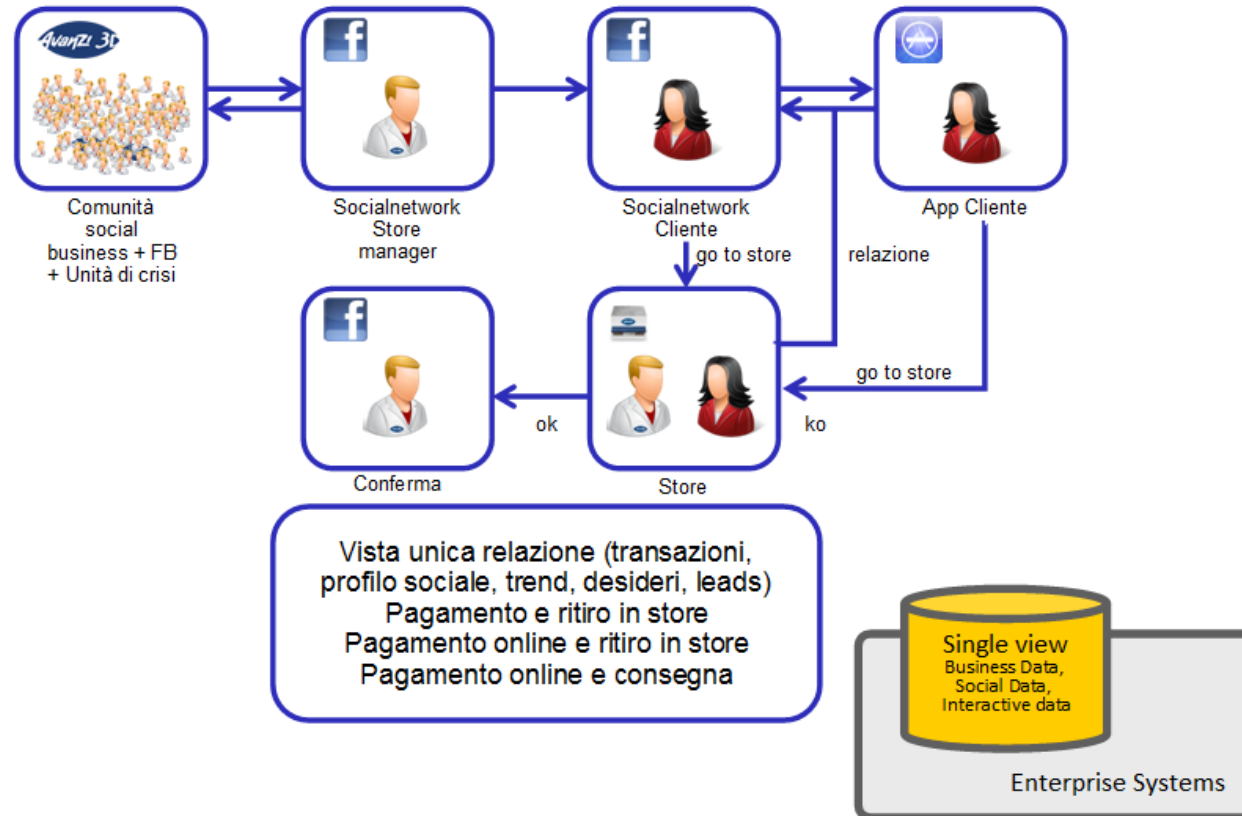 Avanzi 3D
Comunità
social
business + FB
+ Unità di crisi
Socialnetwork
Store
manager
Socialnetwork
Cliente
App Cliente
go to store
relazione
go to store
ok
ko
Conferma
Store
Vista unica relazione (transazioni,
profilo sociale, trend, desideri, leads)
Pagamento e ritiro in store
Pagamento online e ritiro in store
Pagamento online e consegna
Single view
Business Data,
Social Data,
Interactive data
Enterprise Systems